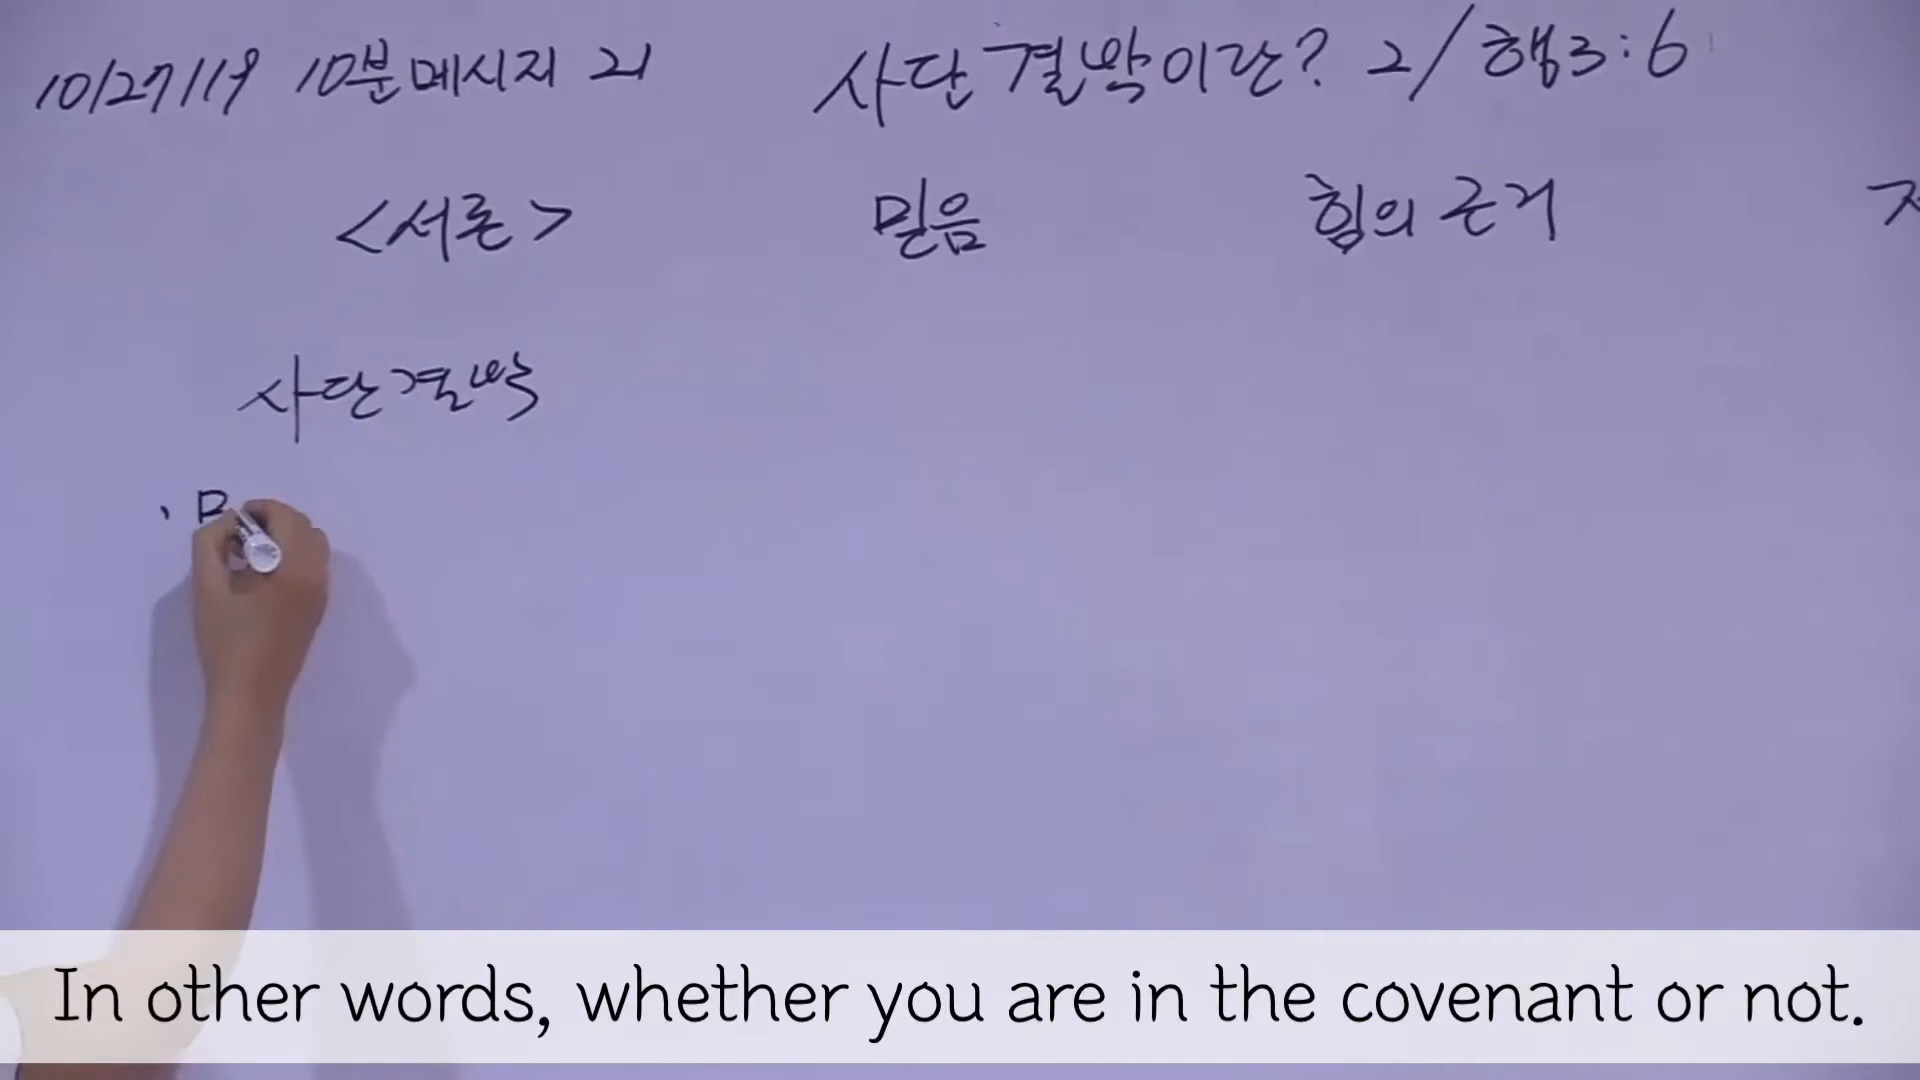 10/27/19 10분메시지 21 사단결박이란? 2/행3:6
<서론> 믿음 힘의 근거
사단결박
In other words, whether you are in the covenant or not.